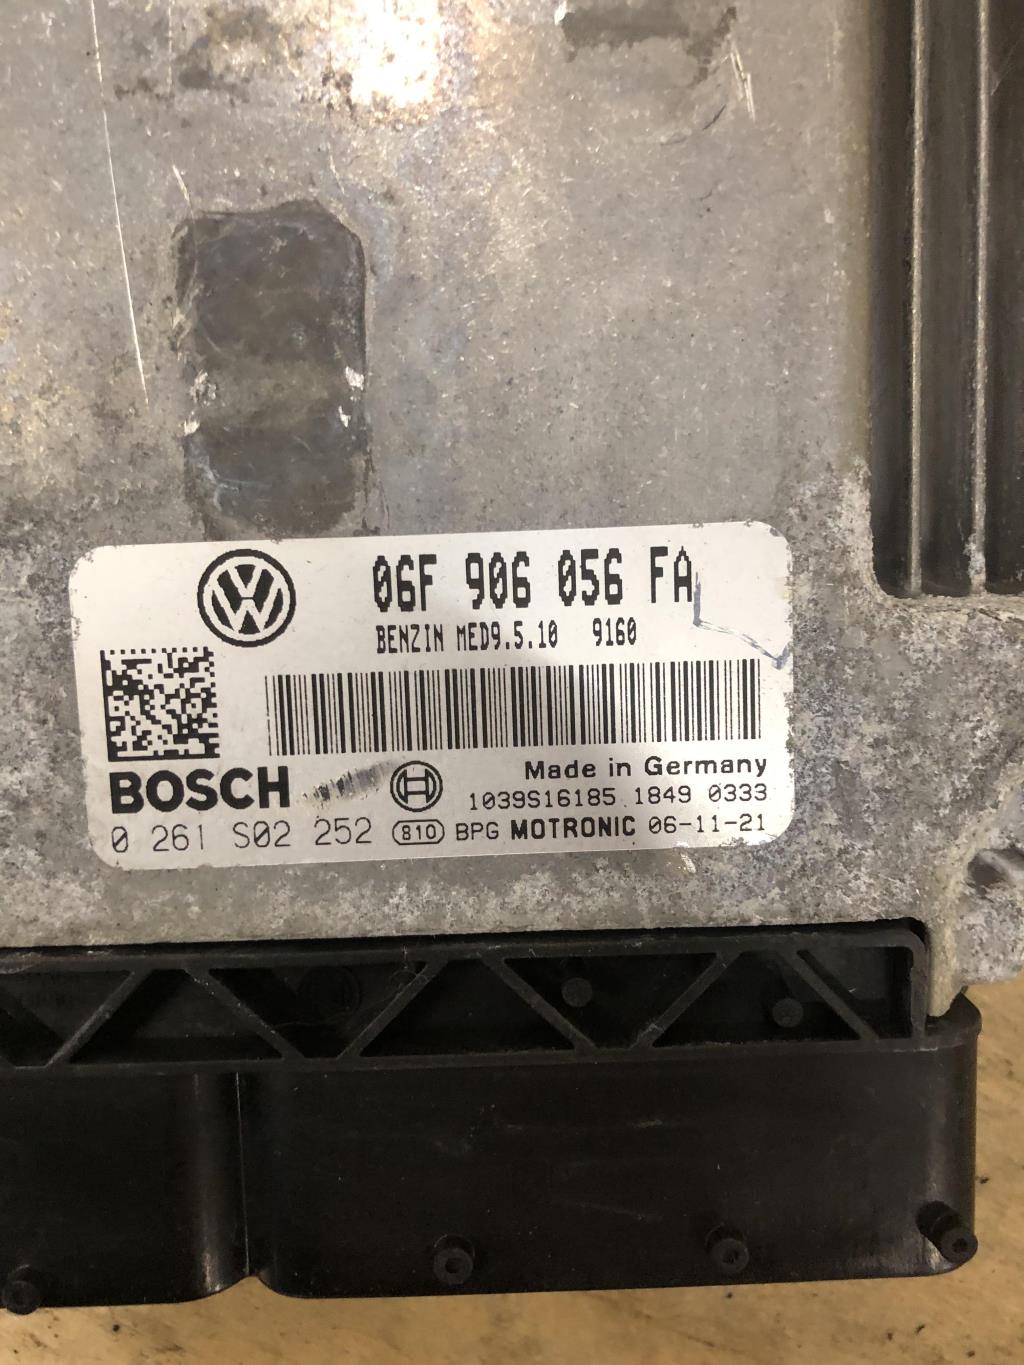 06F 906 056 FA
BENZIN MED9.5.10 9160
BOSCH
Made in Germany
1039S16185 1849 0333
0 261 S02 252 810 BPG MOTRONIC 06-11-21